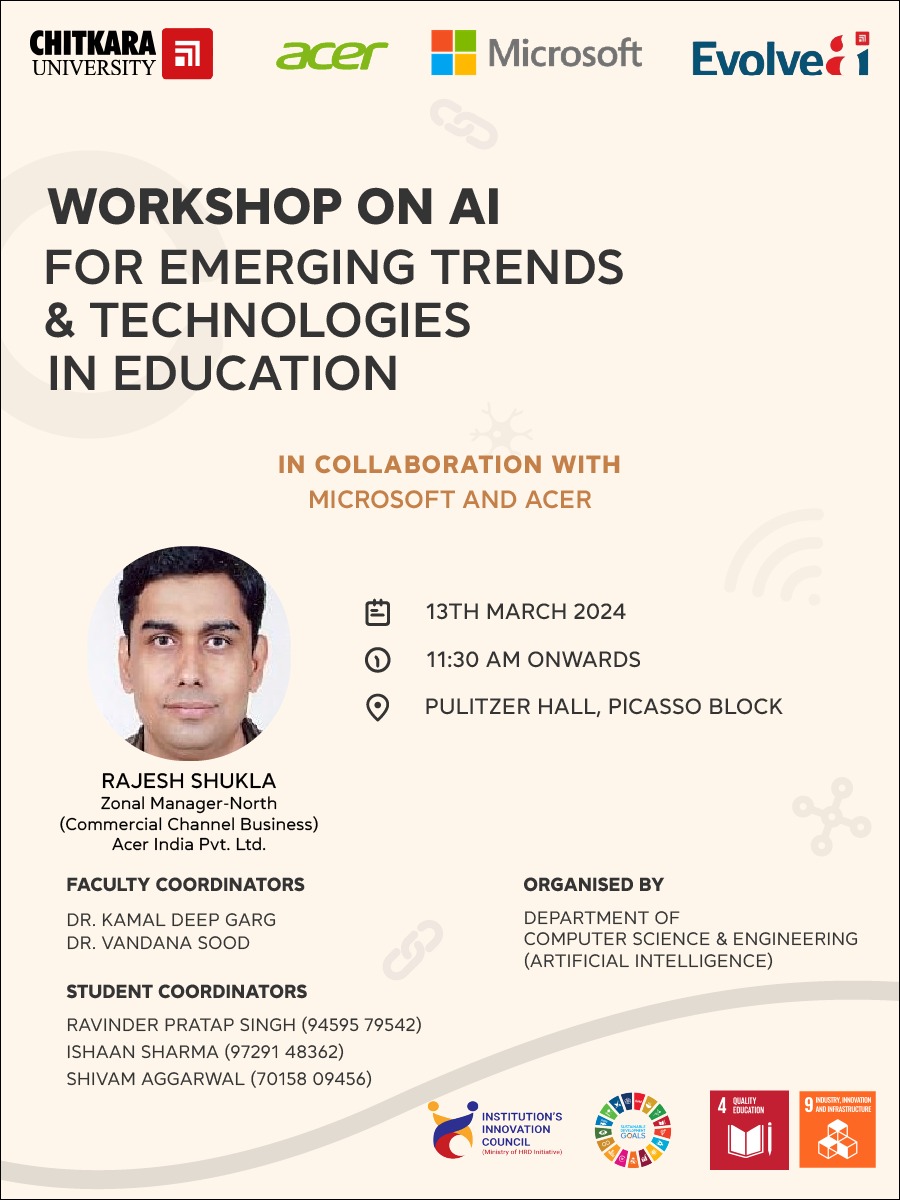 CHITKARA
UNIVERSITY
acer
Microsoft
Evolve
WORKSHOP ON AI
FOR EMERGING TRENDS
& TECHNOLOGIES
IN EDUCATION
IN COLLABORATION WITH
MICROSOFT AND ACER
13TH MARCH 2024
11:30 AM ONWARDS
PULITZER HALL, PICASSO BLOCK
RAJESH SHUKLA
Zonal Manager-North
(Commercial Channel Business)
Acer India Pvt. Ltd.
FACULTY COORDINATORS
DR. KAMAL DEEP GARG
DR. VANDANA SOOD
ORGANISED BY
DEPARTMENT OF
COMPUTER SCIENCE & ENGINEERING
(ARTIFICIAL INTELLIGENCE)
STUDENT COORDINATORS
RAVINDER PRATAP SINGH (94595 79542)
ISHAAN SHARMA (97291 48362)
SHIVAM AGGARWAL (70158 09456)
INSTITUTION'S
INNOVATION
COUNCIL
(Ministry of HRD Initiative)
SUSTAINABLE
DEVELOPMENT
GOALS
4 QUALITY
EDUCATION
9 INDUSTRY, INNOVATION
AND INFRASTRUCTURE